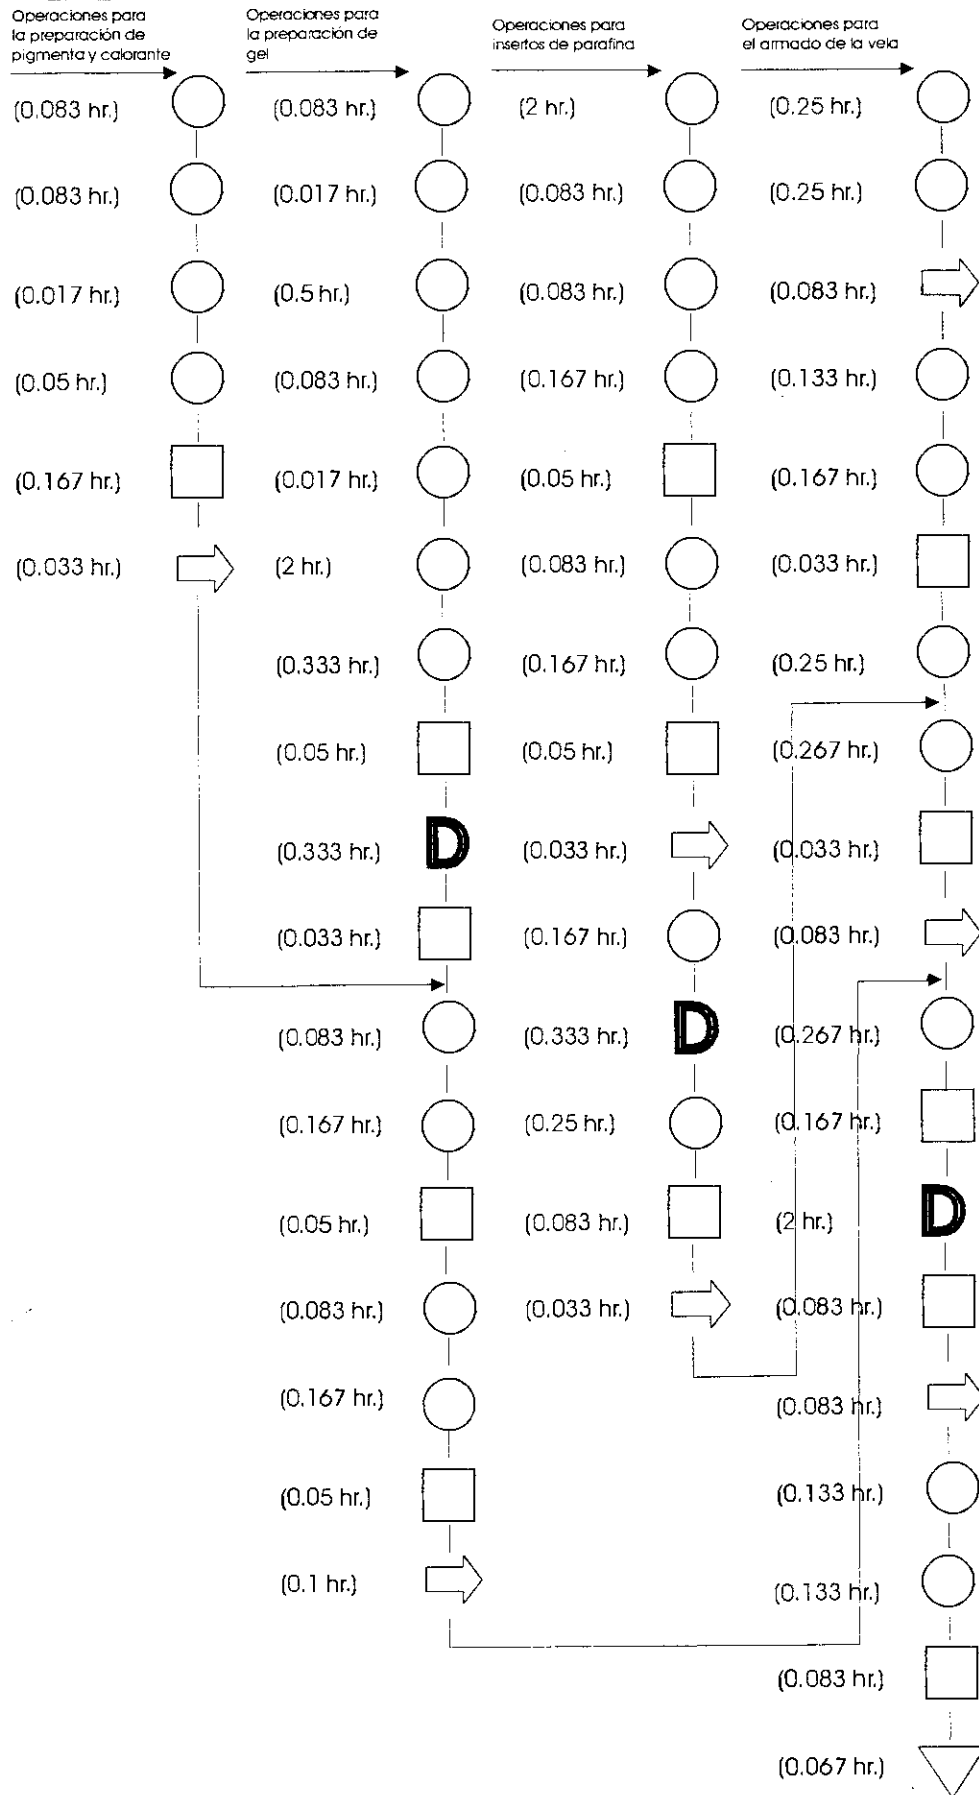 Operaciones para
la preparación de
pigmenta y calorante
(0.083 hr.)
(0.083 hr.)
(0.017 hr.)
(0.05 hr.)
(0.167 hr.)
(0.033 hr.)
Operaciones para
la preparación de
gel
(0.083 hr.)
(0.017 hr.)
(0.5 hr.)
(0.083 hr.)
(0.017 hr.)
(2 hr.)
(0.333 hr.)
(0.05 hr.)
(0.333 hr.)
D
(0.033 hr.)
(0.083 hr.)
(0.167 hr.)
(0.05 hr.)
(0.083 hr.)
(0.167 hr.)
(0.05 hr.)
(0.1 hr.)
Operaciones para
insertos de parafina
(2 hr.)
(0.083 hr.)
(0.083 hr.)
(0.167 hr.)
(0.05 hr.)
(0.083 hr.)
(0.167 hr.)
(0.05 hr.)
(0.033 hr.)
(0.167 hr.)
(0.333 hr.)
D
(0.25 hr.)
(0.083 hr.)
(0.033 hr.)
Operaciones para
el armado de la vela
(0.25 hr.)
(0.25 hr.)
(0.083 hr.)
(0.133 hr.)
(0.167 hr.)
(0.033 hr.)
(0.25 hr.)
(0.267 hr.)
(0.033 hr.)
(0.083 hr.)
(0.267 hr.)
(0.167 hr.)
(2 hr.)
D
(0.083 hr.)
(0.083 hr.)
(0.133 hr.)
(0.133 hr.)
(0.083 hr.)
(0.067 hr.)